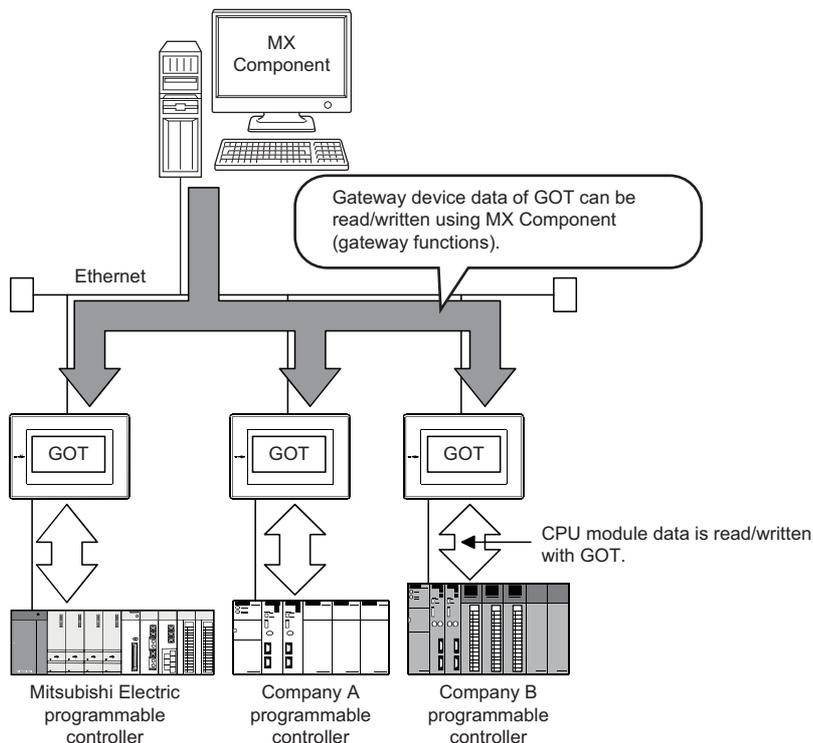 MX
Component
Gateway device data of GOT can be
read/written using MX Component
(gateway functions).
Ethernet
GOT
GOT
GOT
CPU module data is read/written
with GOT.
Mitsubishi Electric
programmable
controller
Company A
programmable
controller
Company B
programmable
controller